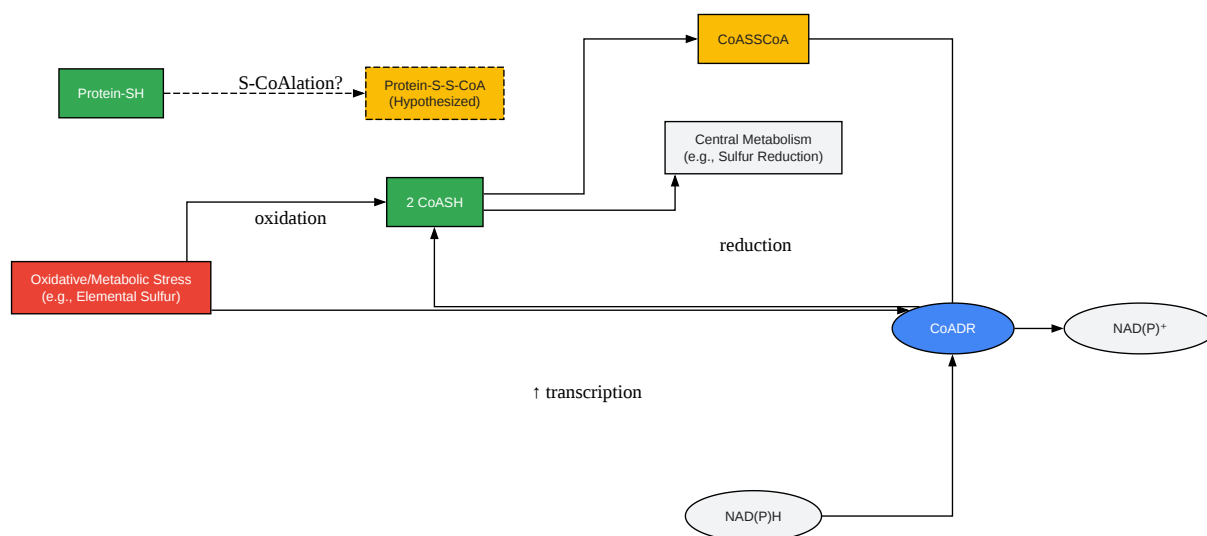 CoASSCoA
Protein-SH
S-CoAlation?
Protein-S-S-CoA
(Hypothesized)
Central Metabolism
(e.g., Sulfur Reduction)
2 CoASH
oxidation
reduction
Oxidative/Metabolic Stress
(e.g., Elemental Sulfur)
CoADR
NAD(P)⁺
↑ transcription
NAD(P)H